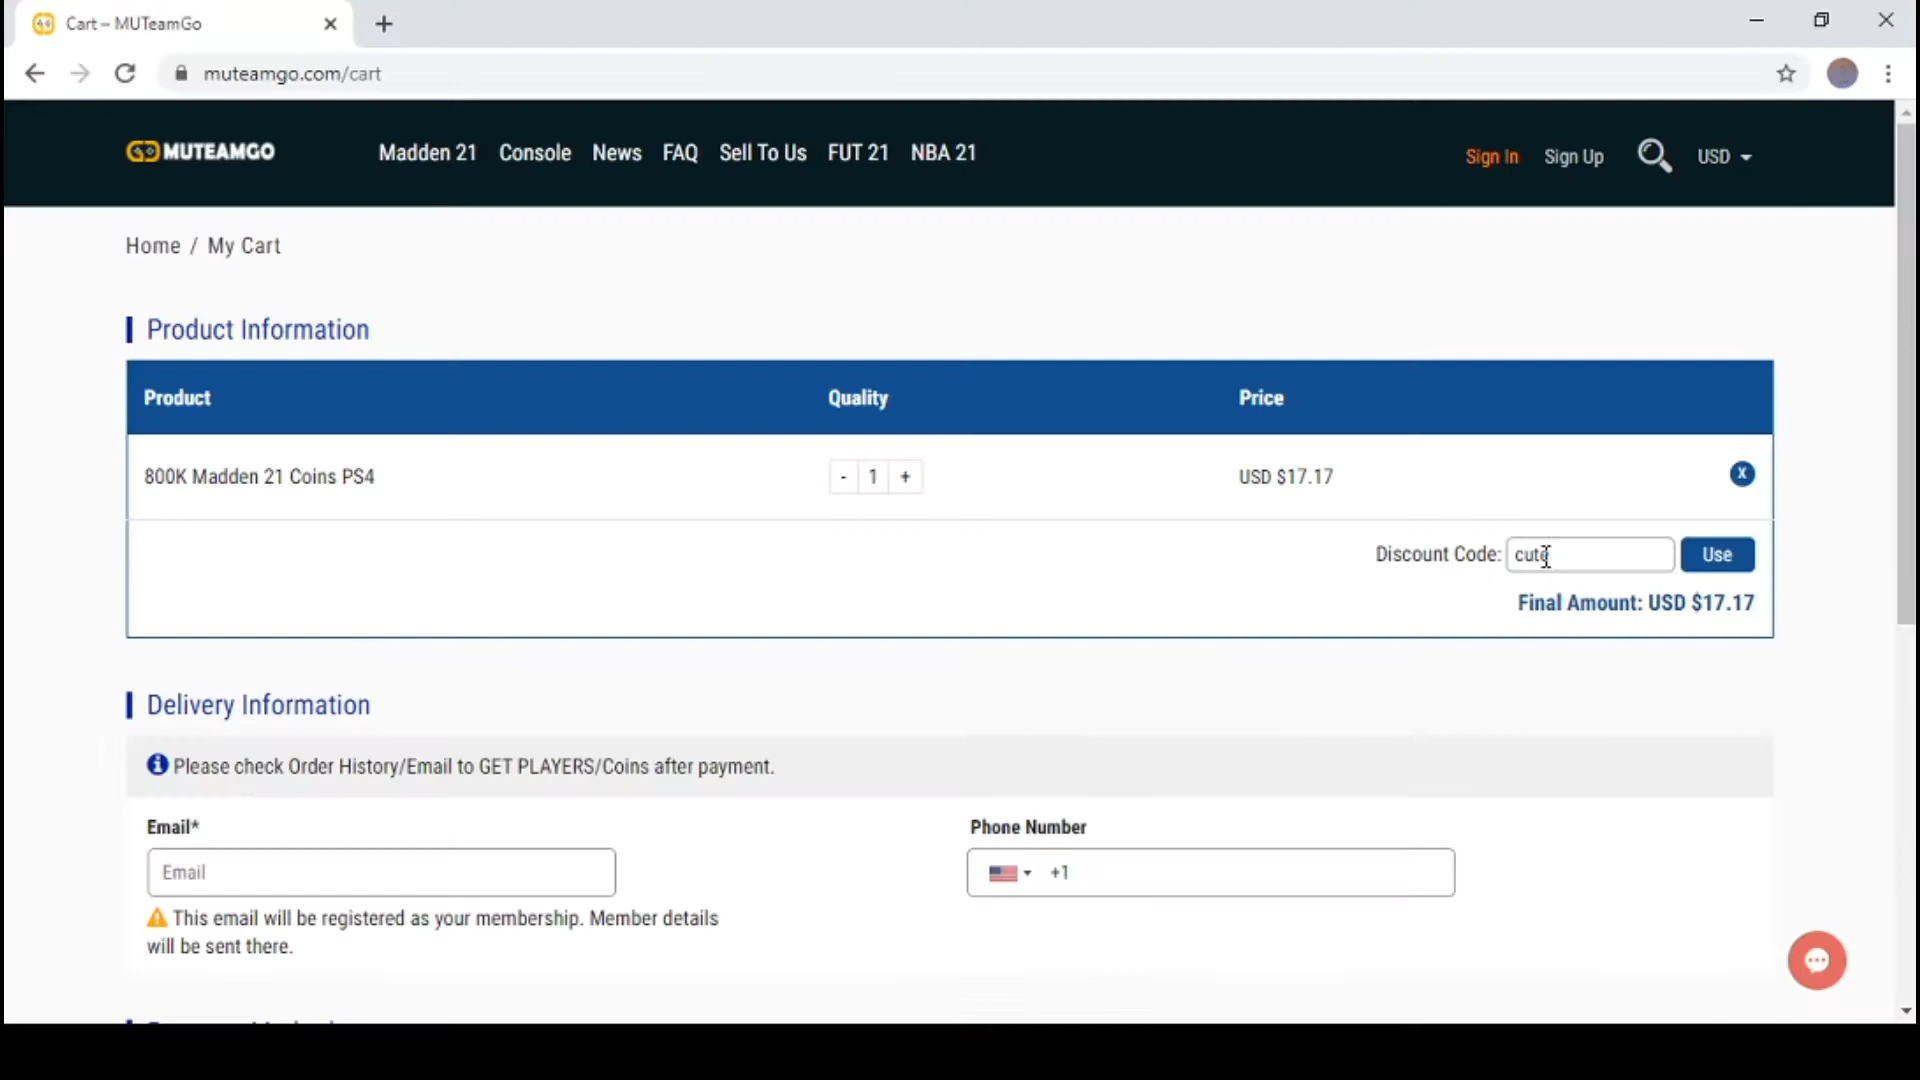 Cart – MUTeamGo
muteamgo.com/cart
MUTEAMGO Madden 21 Console News FAQ Sell To Us FUT 21 NBA 21 Sign In Sign Up USD
Home / My Cart
Product Information
Product Quality Price
800K Madden 21 Coins PS4 - 1 + USD $17.17 X
Discount Code: cute Use
Final Amount: USD $17.17
Delivery Information
Please check Order History/Email to GET PLAYERS/Coins after payment.
Email* Phone Number
Email +1
This email will be registered as your membership. Member details
will be sent there.